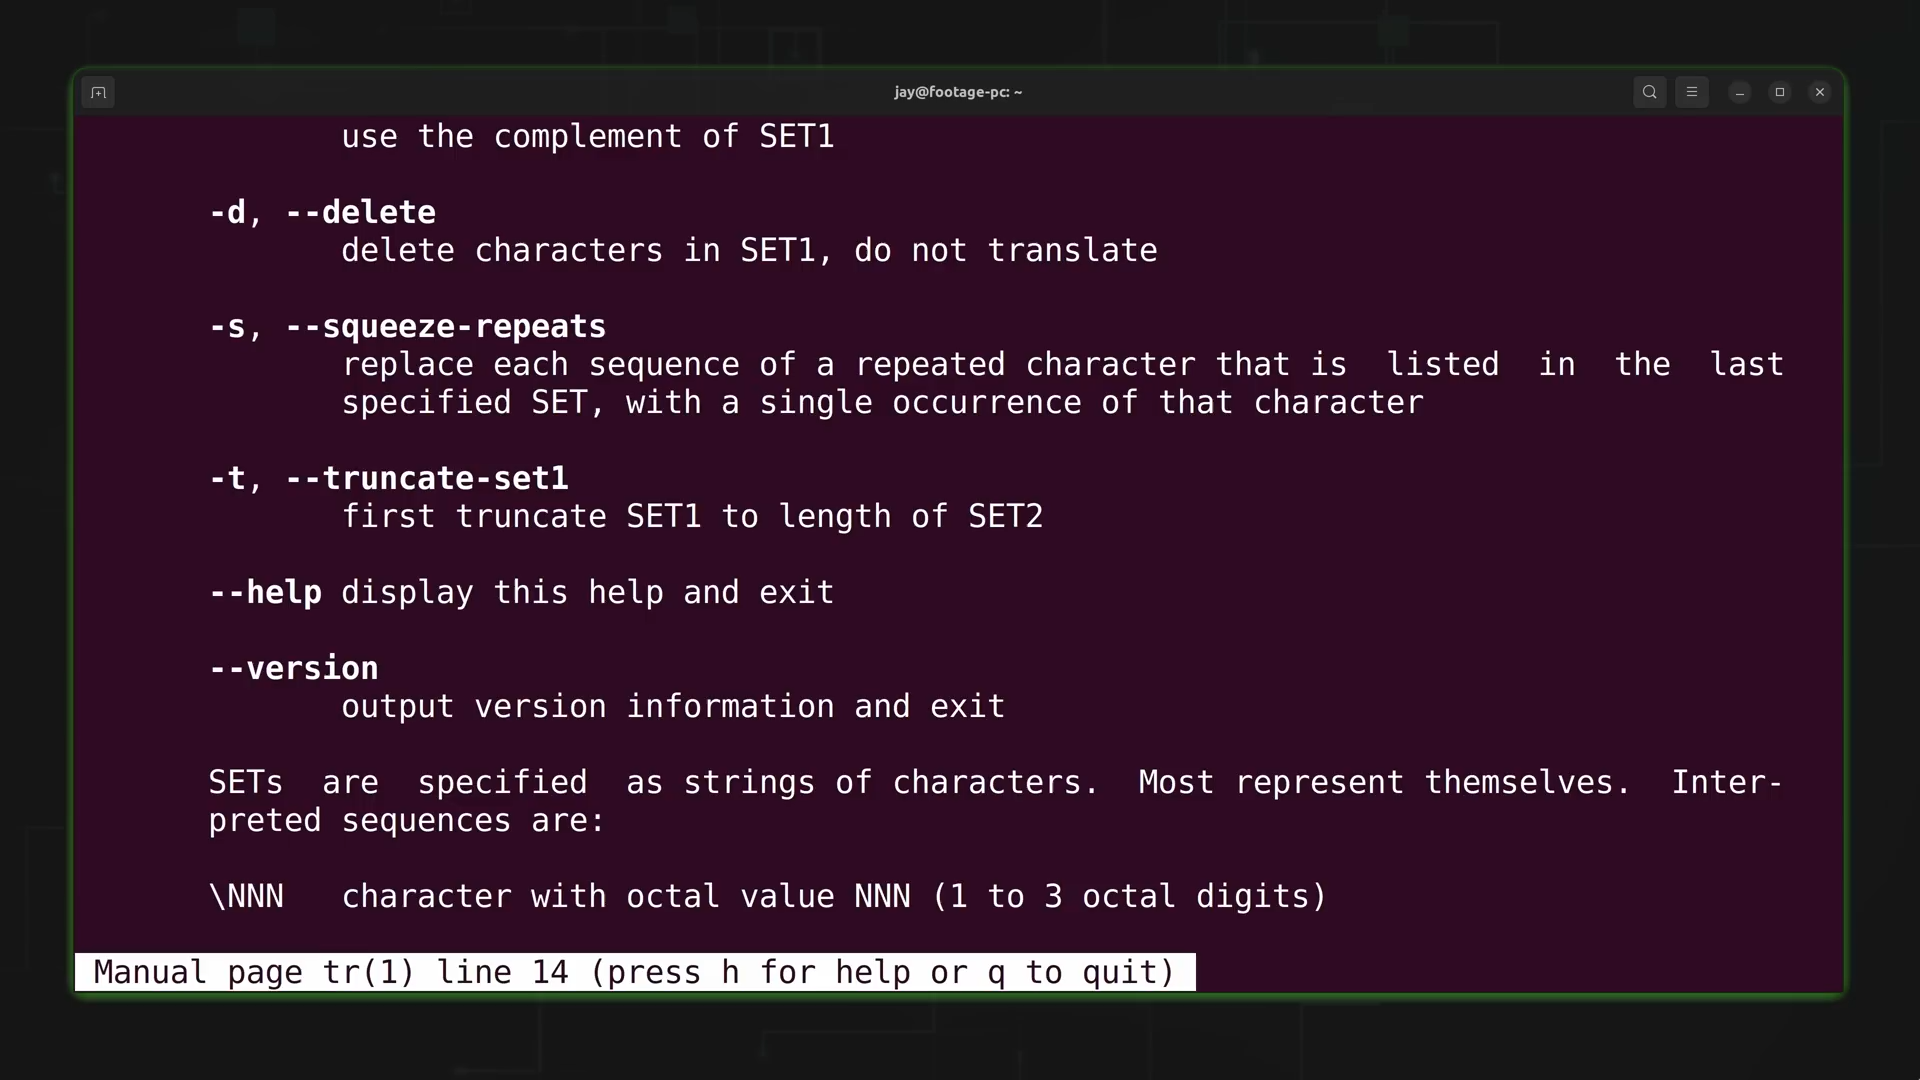 jay@footage-pc: ~
use the complement of SET1
-d, --delete
delete characters in SET1, do not translate
-s, --squeeze-repeats
replace each sequence of a repeated character that is  listed  in  the  last
specified SET, with a single occurrence of that character
-t, --truncate-set1
first truncate SET1 to length of SET2
--help display this help and exit
--version
output version information and exit
SETs  are  specified  as strings of characters.  Most represent themselves.  Inter-
preted sequences are:
\NNN   character with octal value NNN (1 to 3 octal digits)
Manual page tr(1) line 14 (press h for help or q to quit)